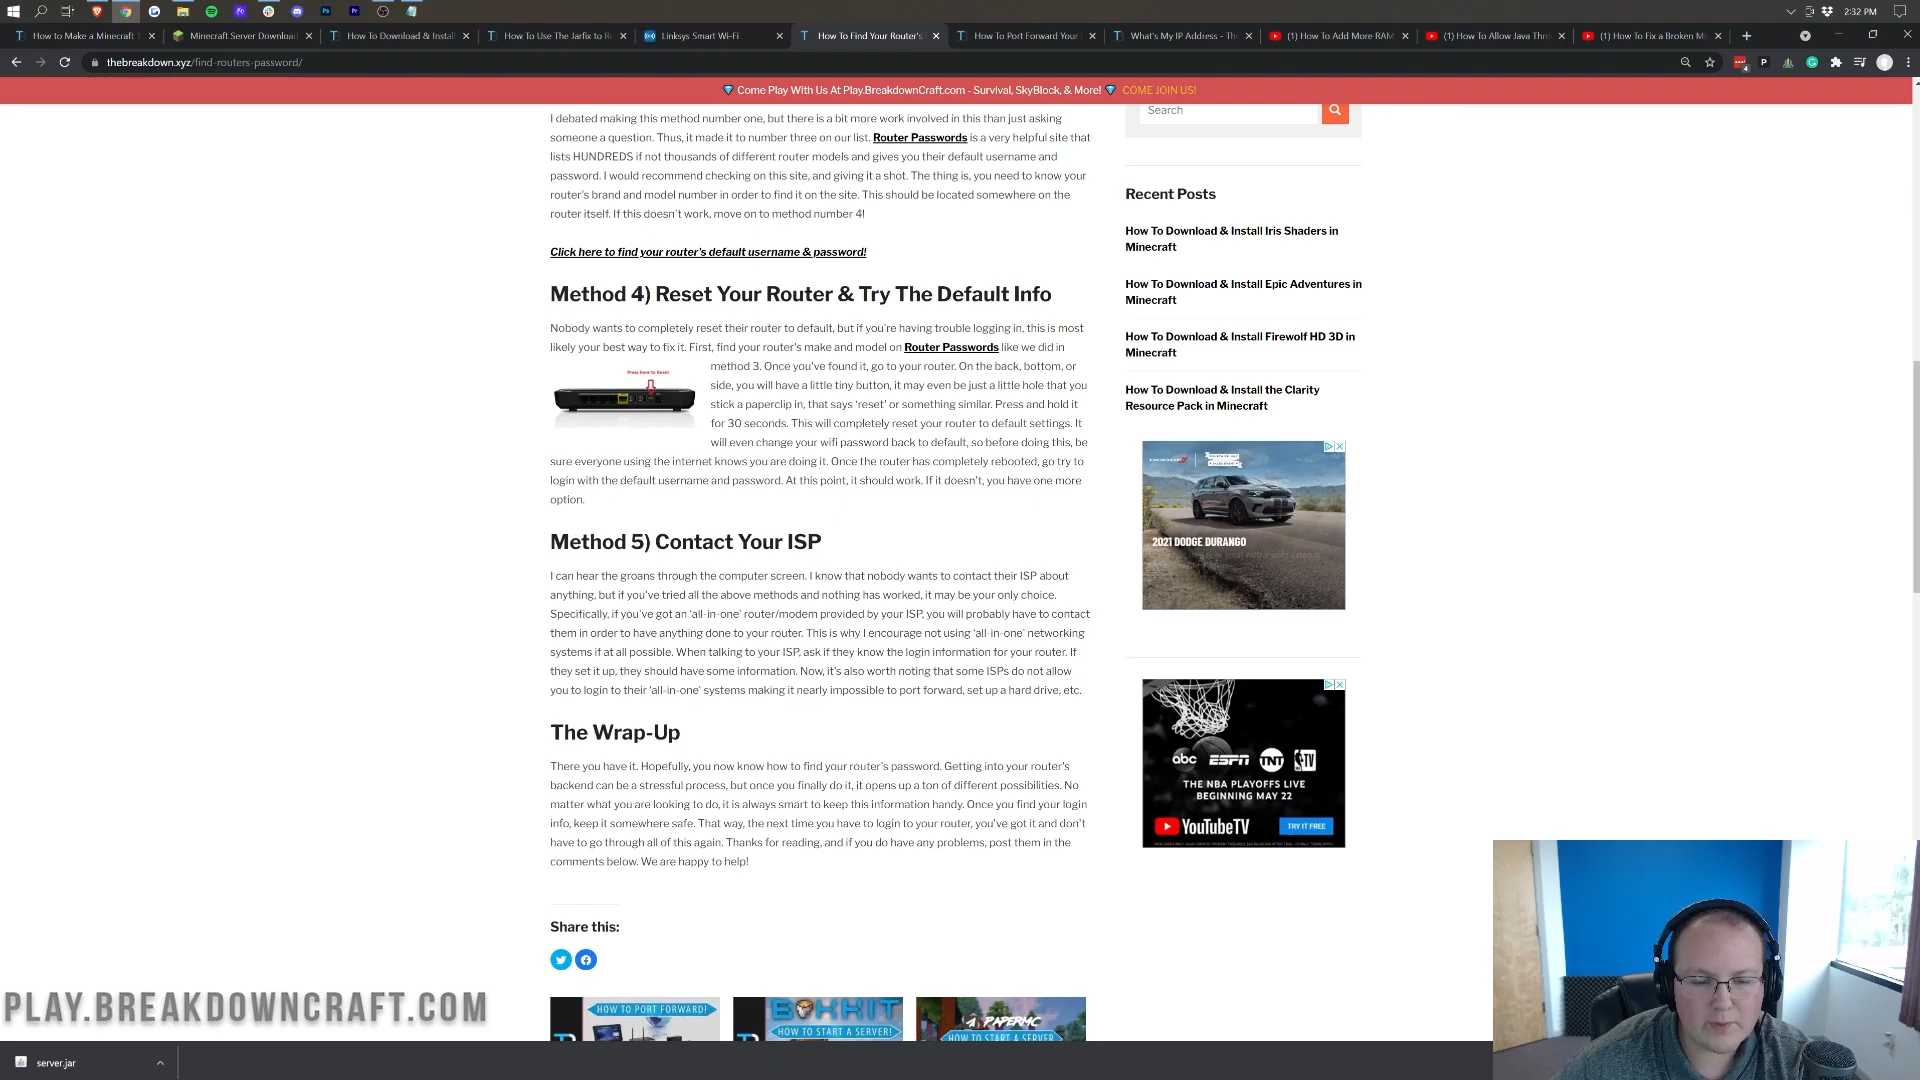 2:32 PM
How to Make a Minecraft
Minecraft Server Download
How To Download & Install
How To Use The Jarfix to R
Linksys Smart Wi-Fi
How To Find Your Router's
How To Port Forward Your
What's My IP Address - The
(1) How To Add More RAM
(1) How To Allow Java Thro
(1) How To Fix a Broken Mi
thebreakdown.xyz/find-routers-password/
Come Play With Us At Play.BreakdownCraft.com - Survival, SkyBlock, & More! COME JOIN US!
I debated making this method number one, but there is a bit more work involved in this than just asking
someone a question. Thus, it made it to number three on our list. Router Passwords is a very helpful site that
lists HUNDREDS if not thousands of different router models and gives you their default username and
password. I would recommend checking on this site, and giving it a shot. The thing is, you need to know your
router's brand and model number in order to find it on the site. This should be located somewhere on the
router itself. If this doesn't work, move on to method number 4!
Click here to find your router's default username & password!
Method 4) Reset Your Router & Try The Default Info
Nobody wants to completely reset their router to default, but if you're having trouble logging in, this is most
likely your best way to fix it. First, find your router's make and model on Router Passwords like we did in
method 3. Once you've found it, go to your router. On the back, bottom, or
side, you will have a little tiny button, it may even be just a little hole that you
stick a paperclip in, that says 'reset' or something similar. Press and hold it
for 30 seconds. This will completely reset your router to default settings. It
will even change your wifi password back to default, so before doing this, be
sure everyone using the internet knows you are doing it. Once the router has completely rebooted, go try to
login with the default username and password. At this point, it should work. If it doesn't, you have one more
option.
Press here to Reset
Method 5) Contact Your ISP
I can hear the groans through the computer screen. I know that nobody wants to contact their ISP about
anything, but if you've tried all the above methods and nothing has worked, it may be your only choice.
Specifically, if you've got an 'all-in-one' router/modem provided by your ISP, you will probably have to contact
them in order to have anything done to your router. This is why I encourage not using 'all-in-one' networking
systems if at all possible. When talking to your ISP, ask if they know the login information for your router. If
they set it up, they should have some information. Now, it's also worth noting that some ISPs do not allow
you to login to their 'all-in-one' systems making it nearly impossible to port forward, set up a hard drive, etc.
The Wrap-Up
There you have it. Hopefully, you now know how to find your router's password. Getting into your router's
backend can be a stressful process, but once you finally do it, it opens up a ton of different possibilities. No
matter what you are looking to do, it is always smart to keep this information handy. Once you find your login
info, keep it somewhere safe. That way, the next time you have to login to your router, you've got it and don't
have to go through all of this again. Thanks for reading, and if you do have any problems, post them in the
comments below. We are happy to help!
Share this:
HOW TO PORT FORWARD!
BUKKIT
HOW TO START A SERVER!
PAPERMC
HOW TO START A SERVER
Search
Recent Posts
How To Download & Install Iris Shaders in
Minecraft
How To Download & Install Epic Adventures in
Minecraft
How To Download & Install Firewolf HD 3D in
Minecraft
How To Download & Install the Clarity
Resource Pack in Minecraft
2021 DODGE DURANGO
abc ESPN TNT NBA TV
THE NBA PLAYOFFS LIVE
BEGINNING MAY 22
YouTubeTV
TRY IT FREE
PLAY.BREAKDOWNCRAFT.COM
server.jar